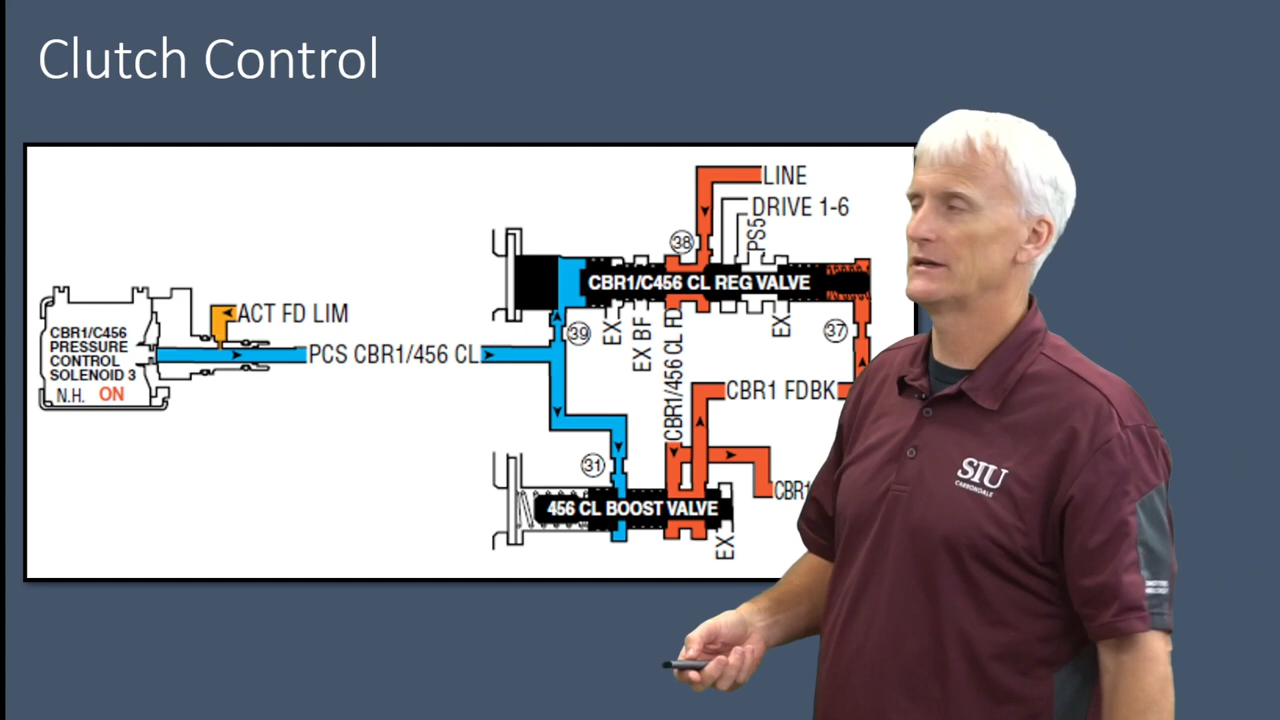 Clutch Control
LINE
DRIVE 1-6
PS5
38
CBR1/C456 CL REG VALVE
ACT FD LIM
CBR1/C456
PRESSURE
CONTROL
SOLENOID 3
N.H. ON
PCS CBR1/456 CL
39
EX
EX BF
CBR1/456 CL FD
EX
37
CBR1 FDBK
31
CBR1
456 CL BOOST VALVE
EX
SIU
CARBONDALE